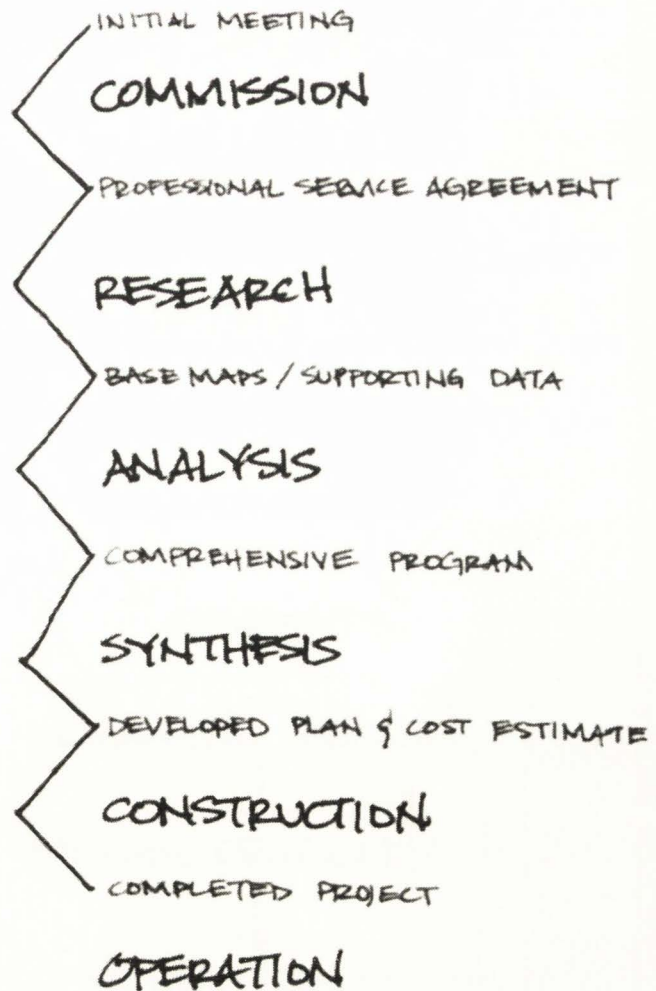 INITIAL MEETING
COMMISSION
PROFESSIONAL SERVICE AGREEMENT
RESEARCH
BASE MAPS / SUPPORTING DATA
ANALYSIS
COMPREHENSIVE PROGRAM
SYNTHESIS
DEVELOPED PLAN & COST ESTIMATE
CONSTRUCTION
COMPLETED PROJECT
OPERATION